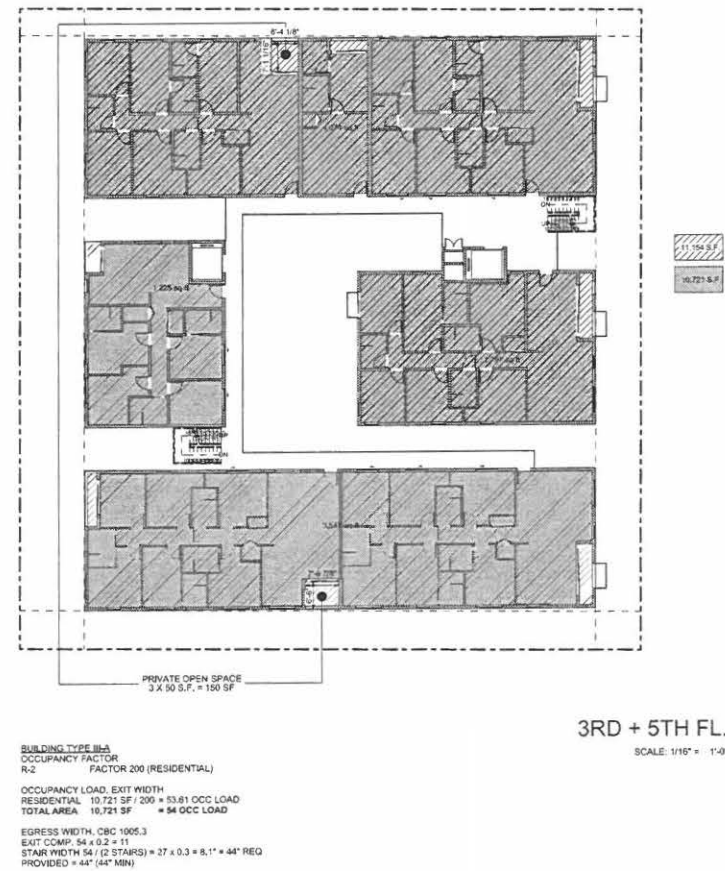 8'-4 1/8"
1,225 sq ft
11,154 S.F.
10,721 S.F.
PRIVATE OPEN SPACE
3 X 50 S.F. = 150 SF
3RD + 5TH FL.
SCALE: 1/16" = 1'-0
BUILDING TYPE III-A
OCCUPANCY FACTOR
R-2 FACTOR 200 (RESIDENTIAL)
OCCUPANCY LOAD, EXIT WIDTH
RESIDENTIAL 10,721 SF / 200 = 53.61 OCC LOAD
TOTAL AREA 10,721 SF = 54 OCC LOAD
EGRESS WIDTH, CBC 1005.3
EXIT COMP. 54 x 0.2 = 11
STAIR WIDTH 54 / (2 STAIRS) = 27 x 0.3 = 8.1" = 44" REQ
PROVIDED = 44" (44" MIN)